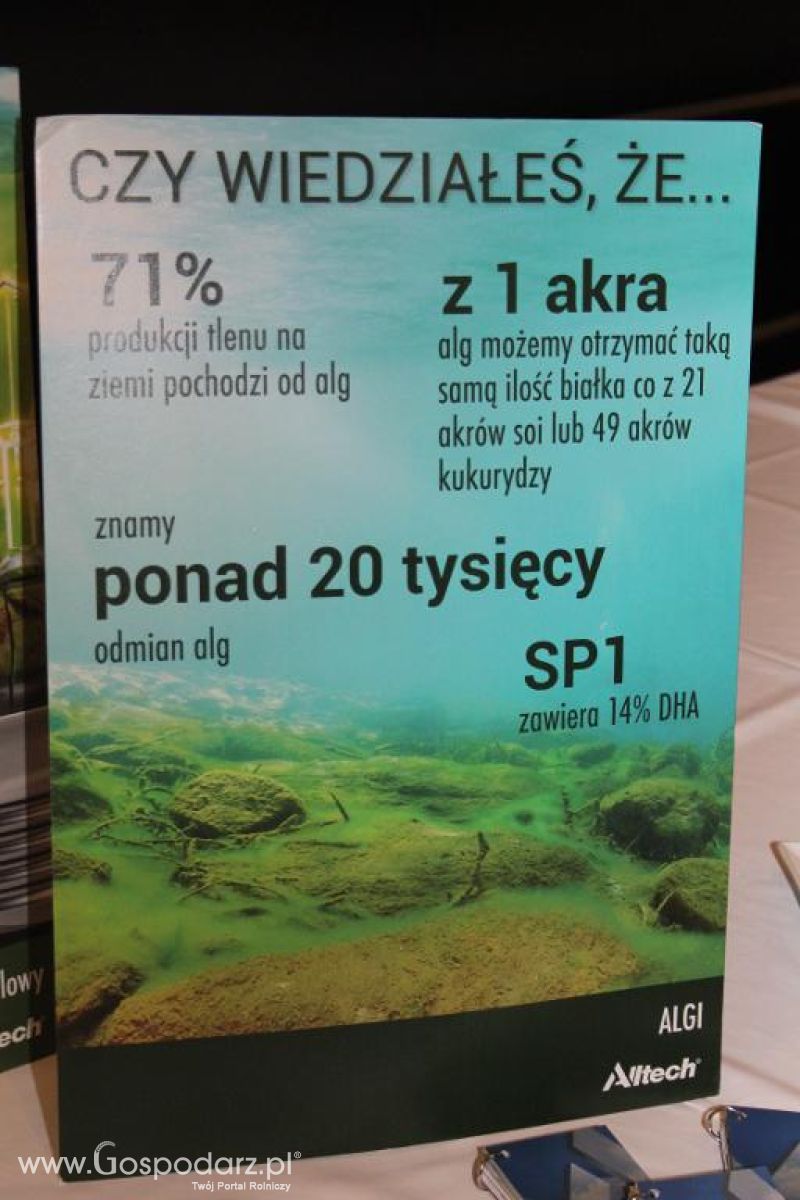 CZY WIEDZIAŁEŚ, ŻE...
71%
produkcji tlenu na
ziemi pochodzi od alg
z 1 akra
alg możemy otrzymać taką
samą ilość białka co z 21
akrów soi lub 49 akrów
kukurydzy
znamy
ponad 20 tysięcy
odmian alg
SP1
zawiera 14% DHA
ALGI
Alltech®
lowy
ech
www.Gospodarz.pl®
Twój Portal Rolniczy